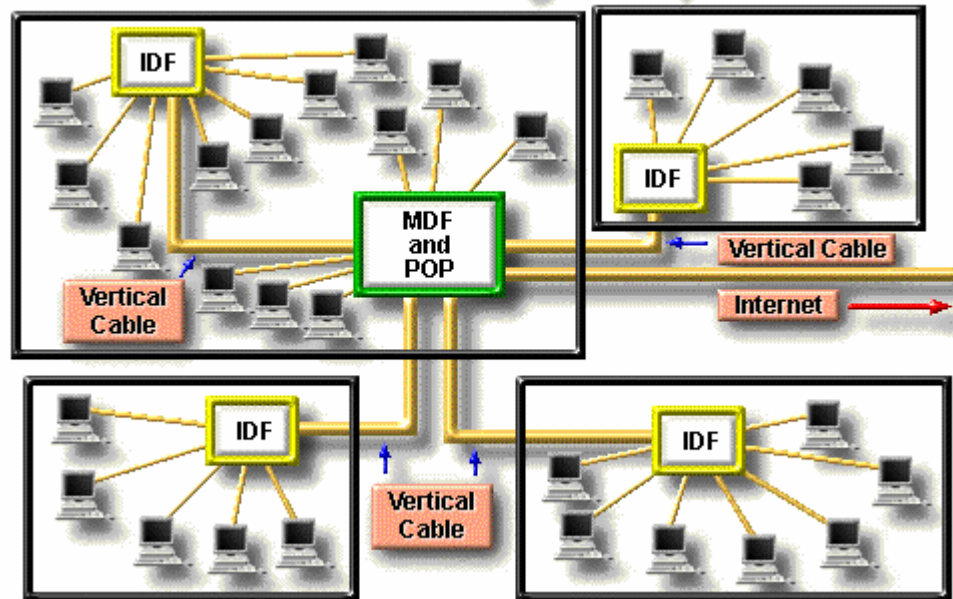 IDF
IDF
MDF
and
POP
Vertical Cable
Vertical
Cable
Internet
IDF
IDF
Vertical
Cable